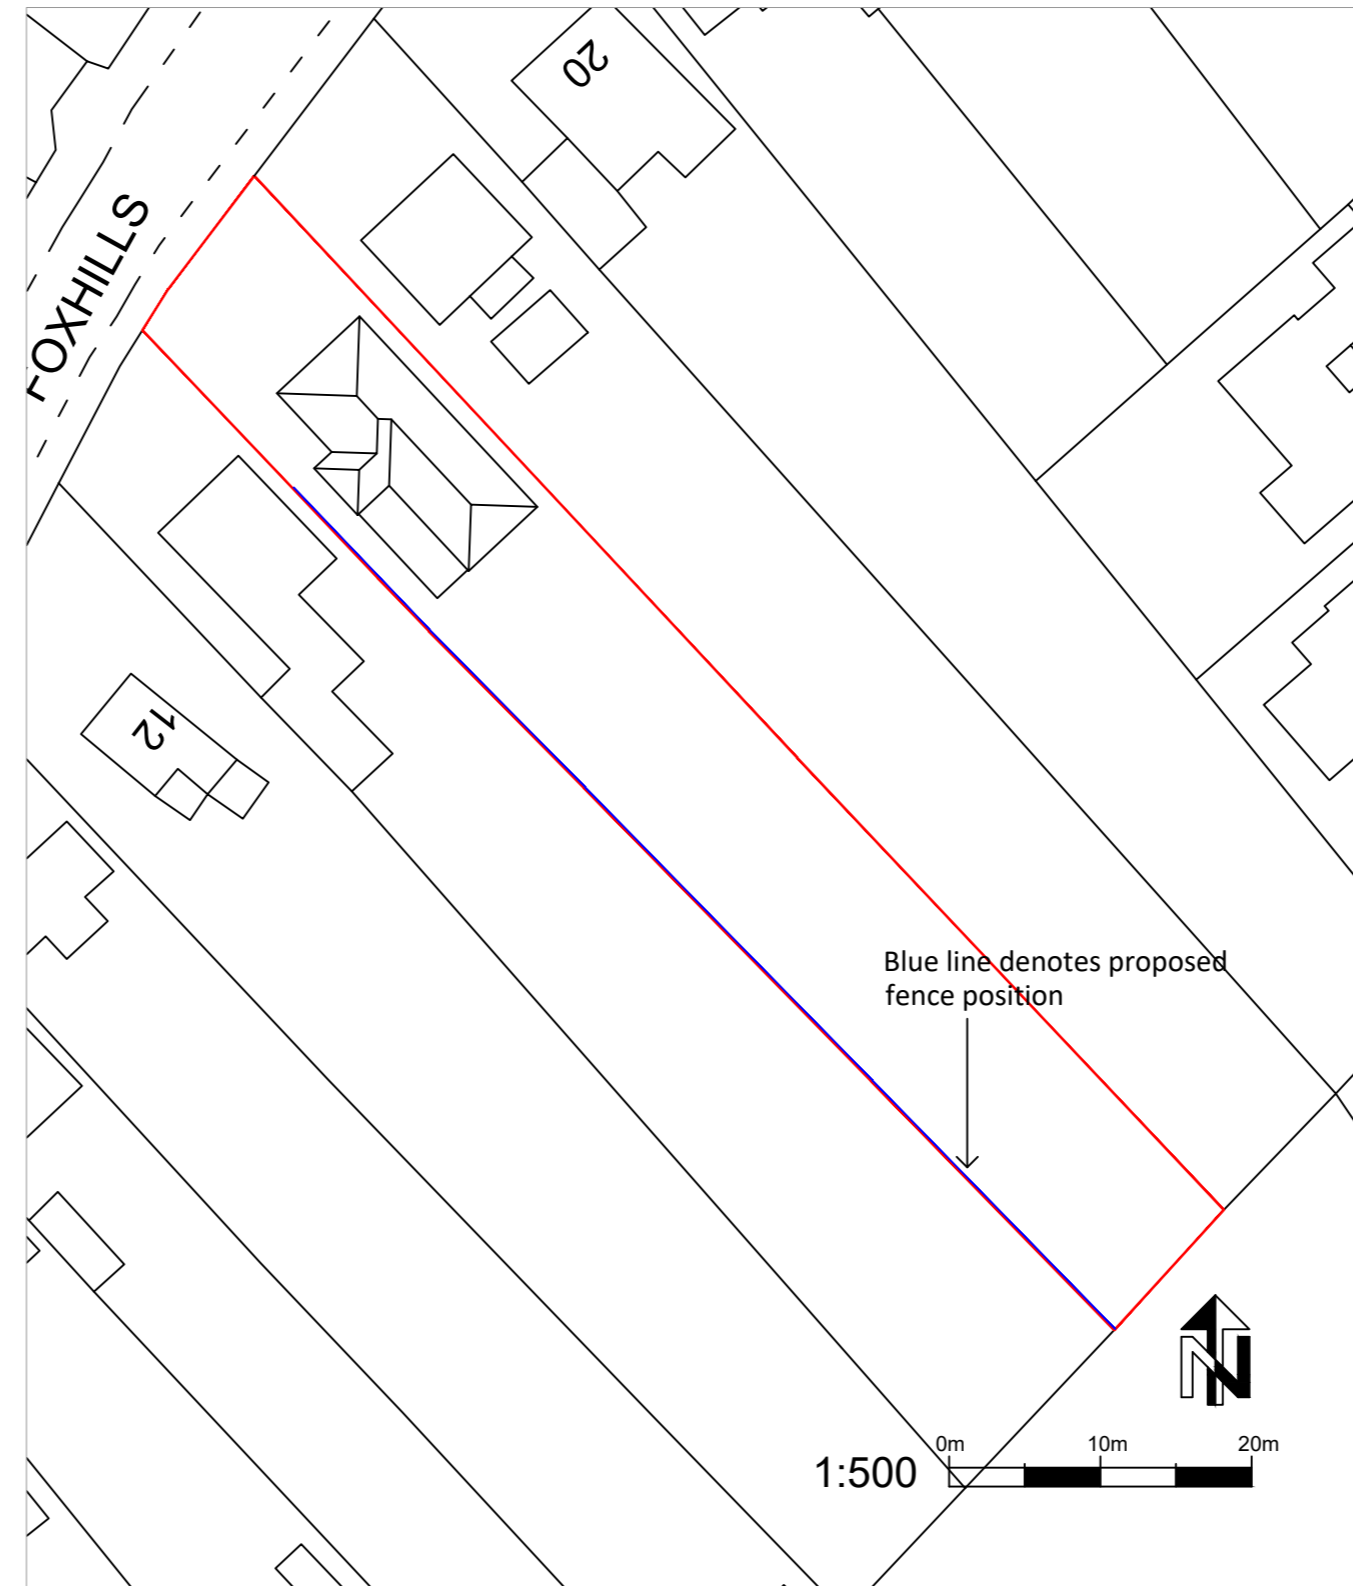 20
FOXHILLS
12
Blue line denotes proposed
fence position
N
0m 10m 20m
1:500